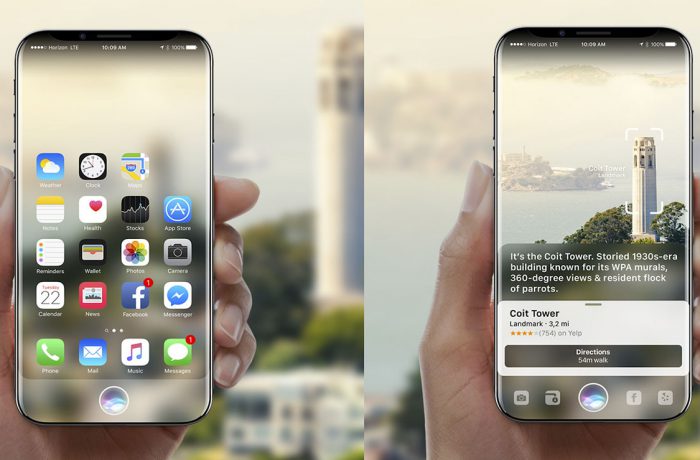 Horizon LTE
10:09 AM
100%
Weather
Clock
Maps
Notes
Health
Stocks
App Store
Reminders
Wallet
Photos
Camera
Tuesday
22
1
Calendar
News
Facebook
Messenger
1
Phone
Mail
Music
Messages
Horizon LTE
10:09 AM
100%
Coit Tower
Landmark
It's the Coit Tower. Storied 1930s-era
building known for its WPA murals,
360-degree views & resident flock
of parrots.
Coit Tower
Landmark · 3,2 mi
(754) on Yelp
Directions
54m walk